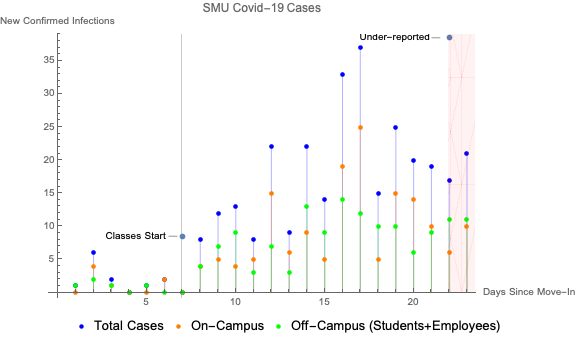 SMU Covid-19 Cases
New Confirmed Infections
Under-reported
35
30
25
20
15
10
Classes Start
5
5 10 15 20
Days Since Move-In
Total Cases On-Campus Off-Campus (Students+Employees)